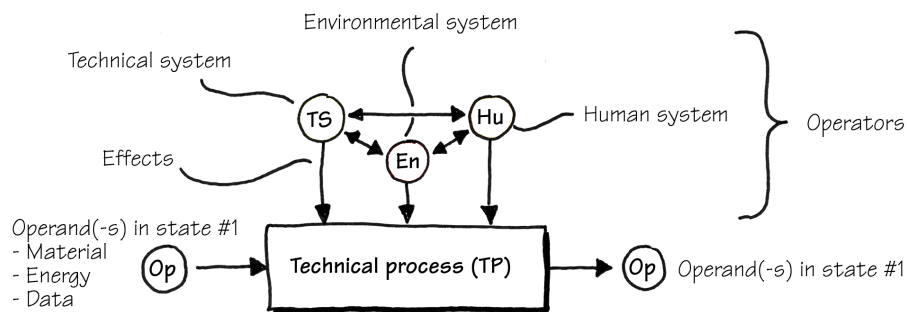 Environmental system
Technical system
TS
Hu
Human system
Operators
En
Effects
Operand(-s) in state #1
- Material
- Energy
- Data
Op
Technical process (TP)
Op
Operand(-s) in state #1